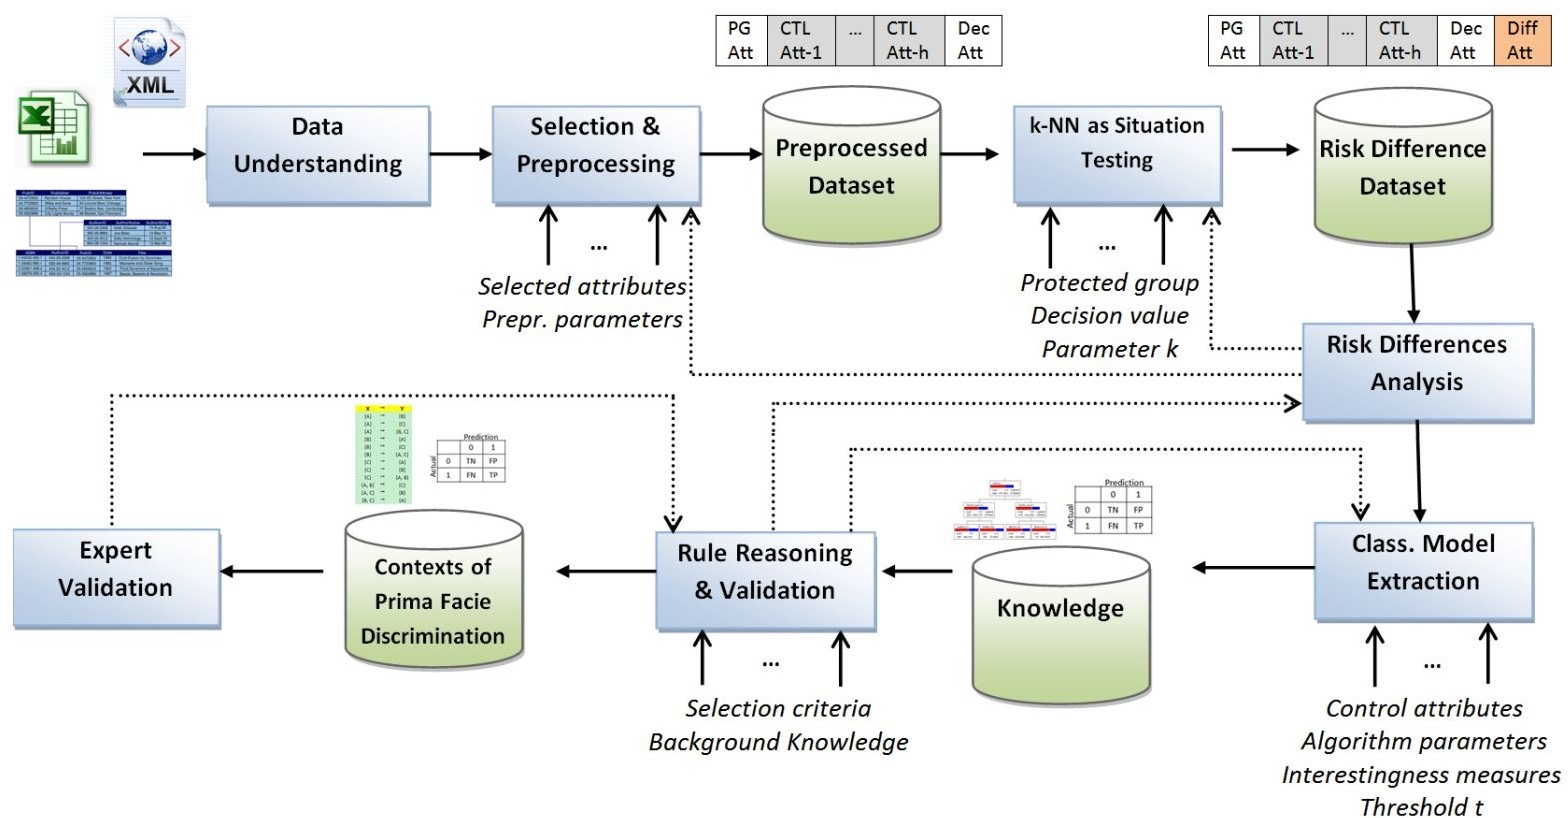 PG CTL ... CTL Dec
Att Att-1 Att-h Att
PG CTL ... CTL Dec Diff
Att Att-1 Att-h Att Att
XML
Data
Understanding
Selection &
Preprocessing
Preprocessed
Dataset
k-NN as Situation
Testing
Risk Difference
Dataset
...
Selected attributes
Prepr. parameters
...
Protected group
Decision value
Parameter k
Risk Differences
Analysis
X → Y
{A} → {B}
{A} → {C}
{A} → {B, C}
{B} → {A}
{B} → {C}
{B} → {A, C}
{C} → {A}
{C} → {B}
{C} → {A, B}
{A, B} → {C}
{A, C} → {B}
{B, C} → {A}
Prediction
0 1
Actual
0 TN FP
1 FN TP
Prediction
0 1
Actual
0 TN FP
1 FN TP
Expert
Validation
Contexts of
Prima Facie
Discrimination
Rule Reasoning
& Validation
Knowledge
Class. Model
Extraction
...
Selection criteria
Background Knowledge
...
Control attributes
Algorithm parameters
Interestingness measures
Threshold t